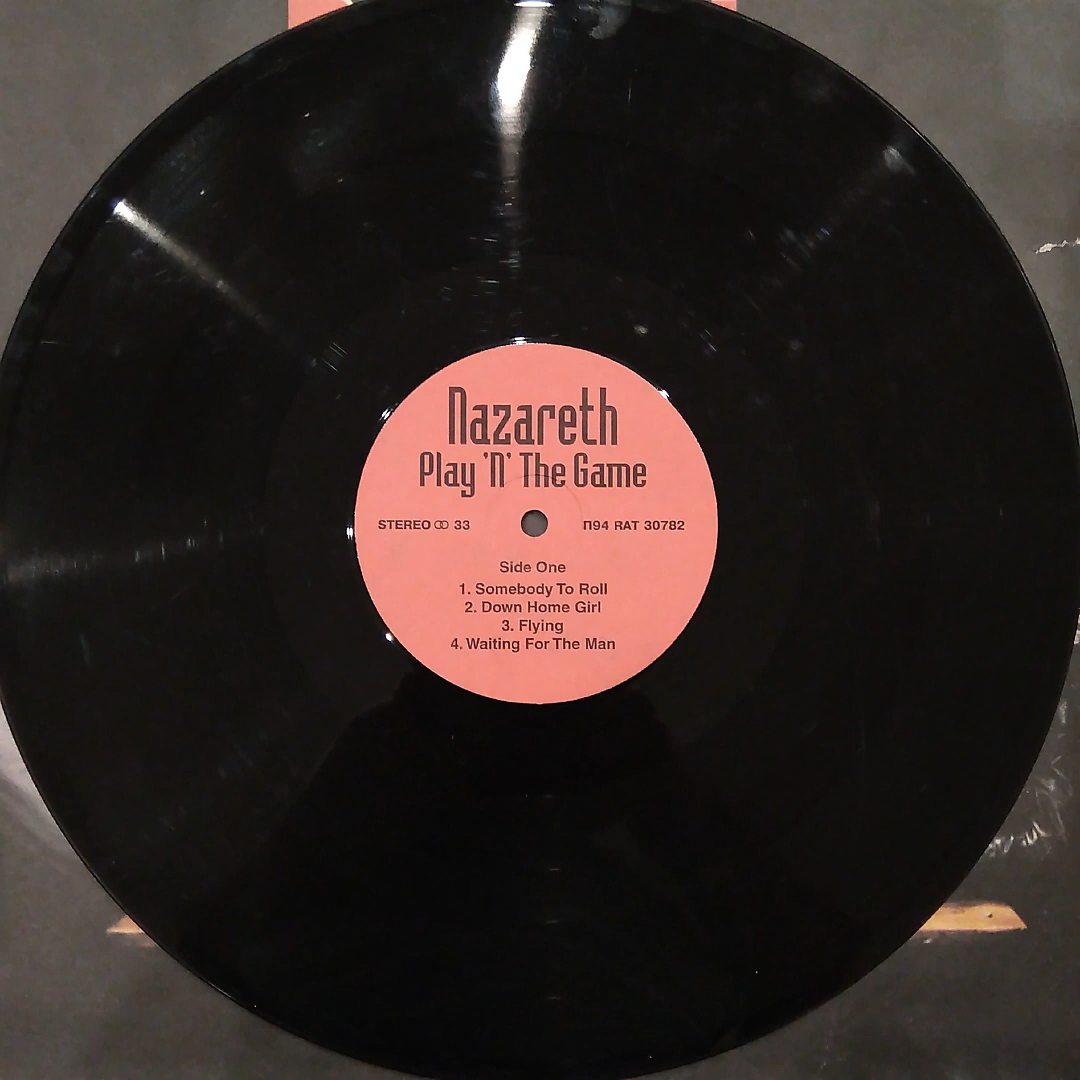 Nazareth
Play 'N' The Game
STEREO ꝏ 33 П94 RAT 30782
Side One
1. Somebody To Roll
2. Down Home Girl
3. Flying
4. Waiting For The Man